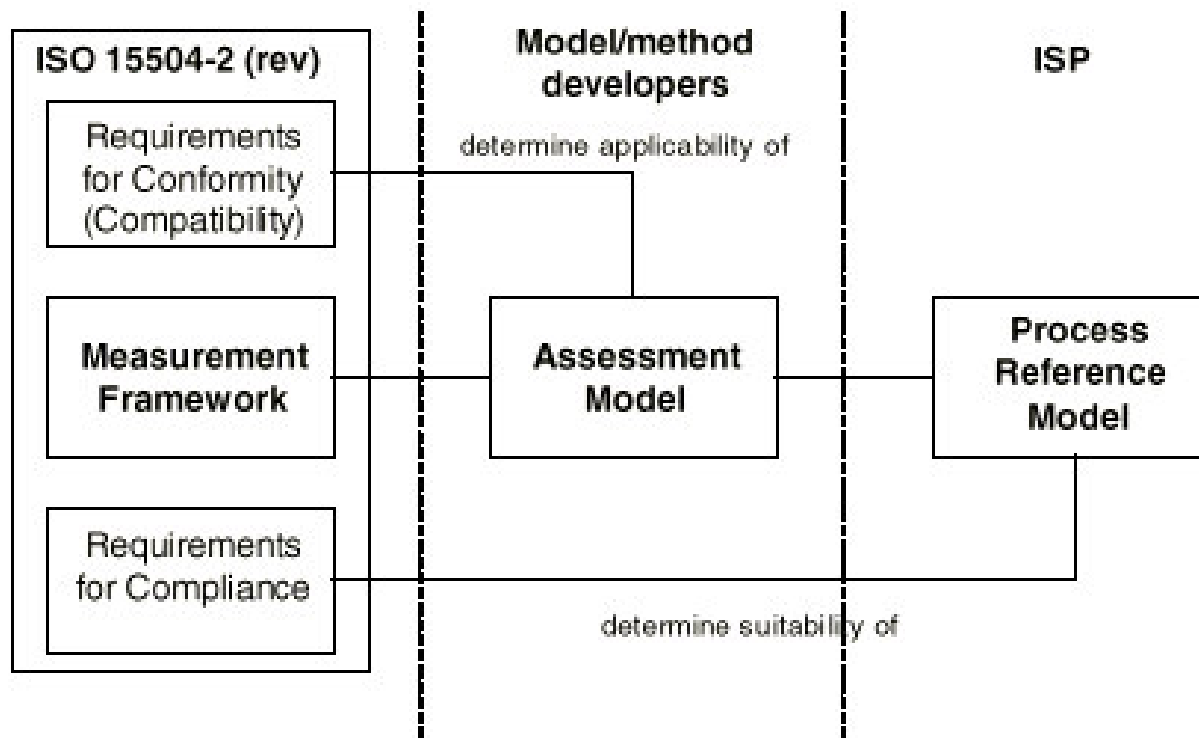 ISO 15504-2 (rev)
Requirements
for Conformity
(Compatibility)
Measurement
Framework
Requirements
for Compliance
Model/method
developers
determine applicability of
Assessment
Model
determine suitability of
ISP
Process
Reference
Model